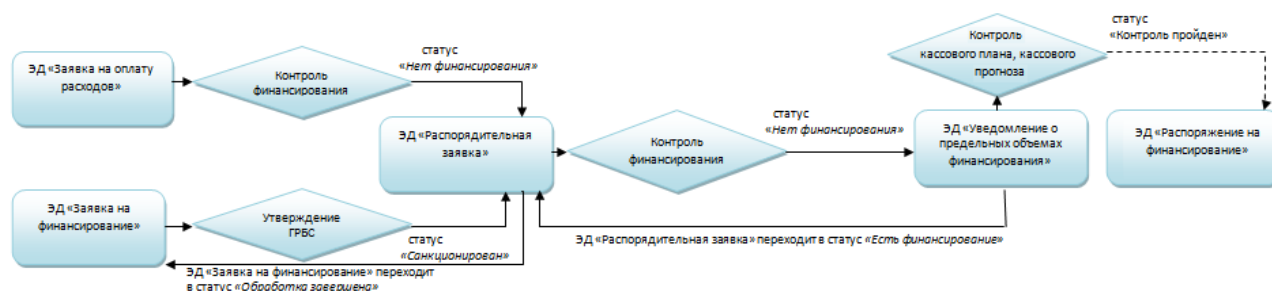 ЭД «Заявка на оплату
расходов»
Контроль
финансирования
статус
«Нет финансирования»
ЭД «Распорядительная
заявка»
Контроль
финансирования
статус
«Нет финансирования»
Контроль
кассового плана, кассового
прогноза
статус
«Контроль пройден»
ЭД «Уведомление о
предельных объемах
финансирования»
ЭД «Распоряжение на
финансирование»
ЭД «Заявка на
финансирование»
Утверждение
ГРБС
статус
«Санкционирован»
ЭД «Распорядительная заявка» переходит в статус «Есть финансирование»
ЭД «Заявка на финансирование» переходит
в статус «Обработка завершена»